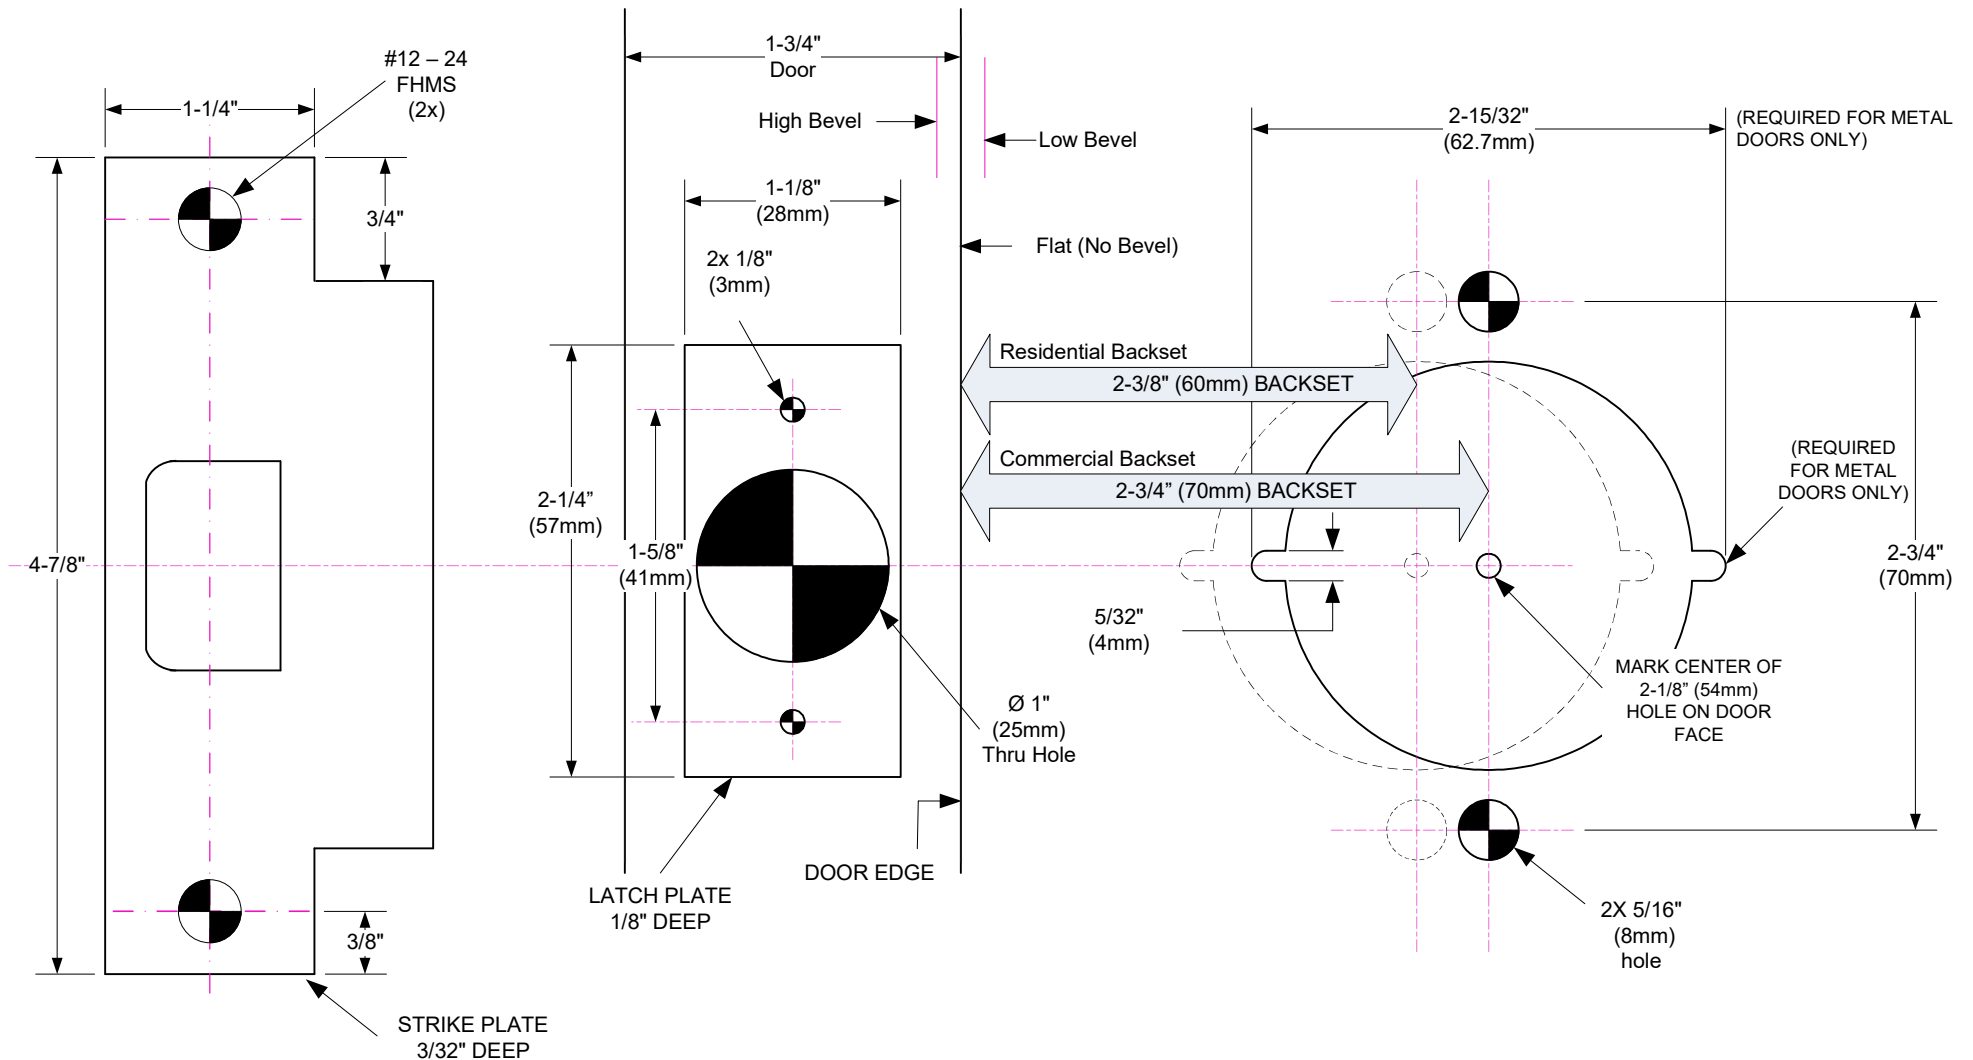 #12 – 24
FHMS
(2x)
1-1/4"
3/4"
4-7/8"
3/8"
STRIKE PLATE
3/32" DEEP
1-3/4"
Door
High Bevel
Low Bevel
1-1/8"
(28mm)
Flat (No Bevel)
2x 1/8"
(3mm)
2-1/4”
(57mm)
1-5/8"
(41mm)
Ø 1"
(25mm)
Thru Hole
DOOR EDGE
LATCH PLATE
1/8" DEEP
2-15/32"
(62.7mm)
(REQUIRED FOR METAL
DOORS ONLY)
Residential Backset
2-3/8" (60mm) BACKSET
Commercial Backset
2-3/4” (70mm) BACKSET
(REQUIRED
FOR METAL
DOORS ONLY)
5/32"
(4mm)
2-3/4"
(70mm)
MARK CENTER OF
2-1/8” (54mm)
HOLE ON DOOR
FACE
2X 5/16"
(8mm)
hole